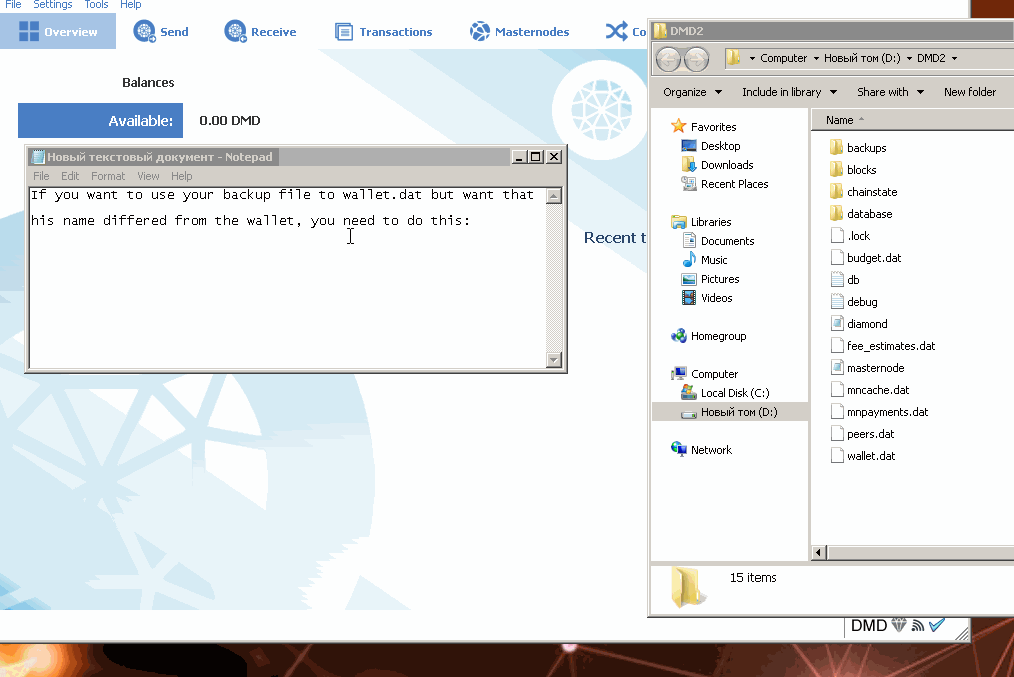 File Settings Tools Help
Overview Send Receive Transactions Masternodes Co
Balances
Available: 0.00 DMD
Recent t
Новый текстовый документ - Notepad
File Edit Format View Help
If you want to use your backup file to wallet.dat but want that
his name differed from the wallet, you need to do this:
DMD2
Computer Новый том (D:) DMD2
Organize Include in library Share with New folder
Favorites
Desktop
Downloads
Recent Places
Libraries
Documents
Music
Pictures
Videos
Homegroup
Computer
Local Disk (C:)
Новый том (D:)
Network
Name
backups
blocks
chainstate
database
.lock
budget.dat
db
debug
diamond
fee_estimates.dat
masternode
mncache.dat
mnpayments.dat
peers.dat
wallet.dat
15 items
DMD